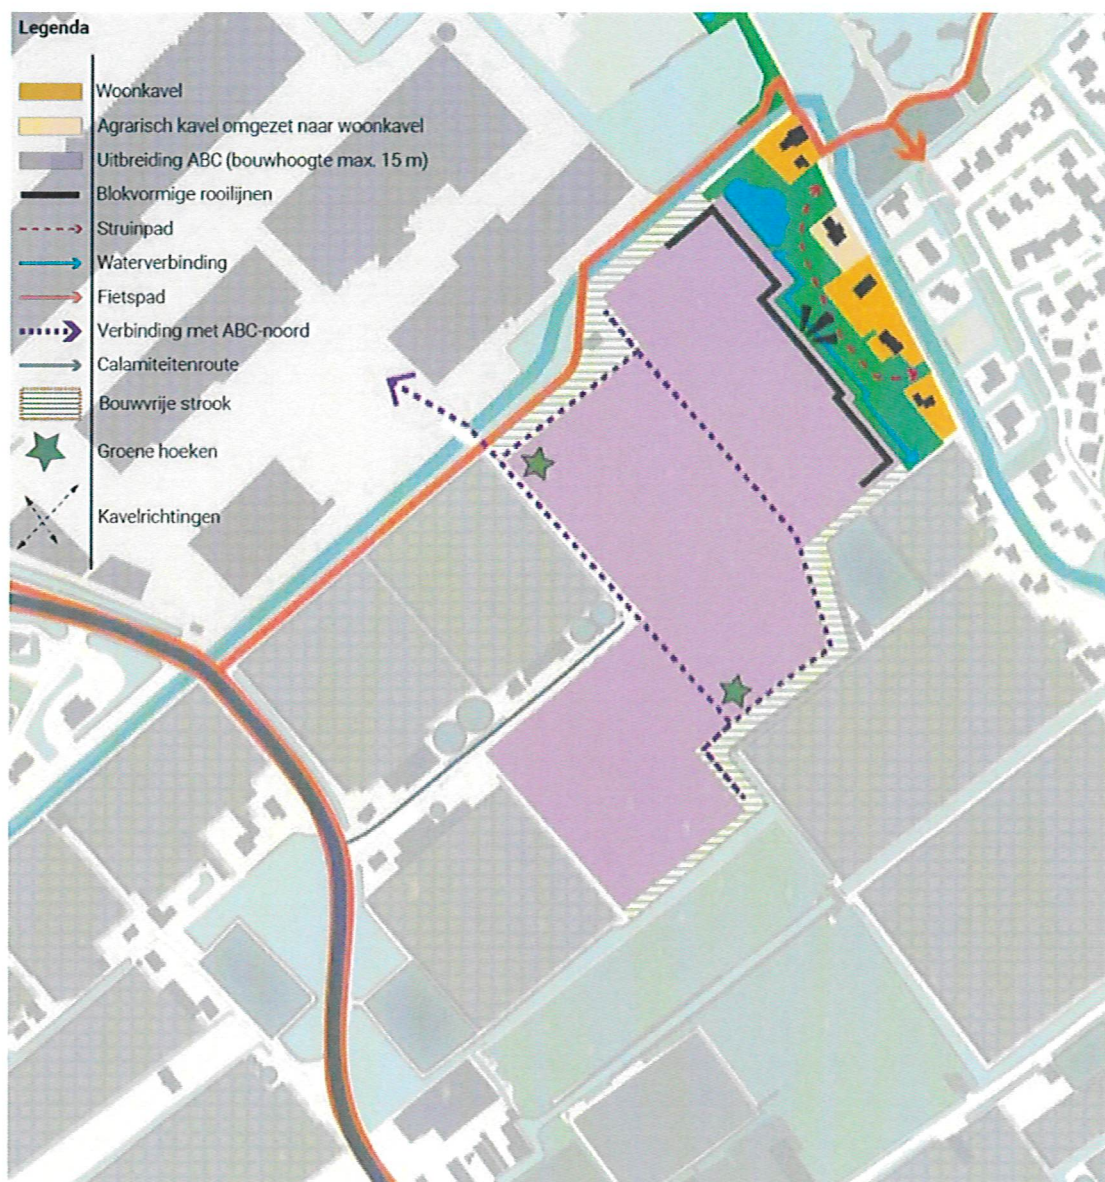 Legenda
Woonkavel
Agrarisch kavel omgezet naar woonkavel
Uitbreiding ABC (bouwhoogte max. 15 m)
Blokvormige rooilijnen
Struinpad
Waterverbinding
Fietspad
Verbinding met ABC-noord
Calamiteitenroute
Bouwvrije strook
Groene hoeken
Kavelrichtingen